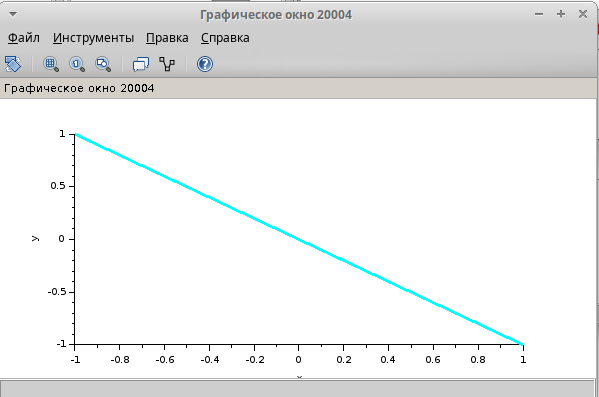 Графическое окно 20004
Файл Инструменты Правка Справка
Графическое окно 20004
1
0.5
y
0
-0.5
-1
-1 -0.8 -0.6 -0.4 -0.2 0 0.2 0.4 0.6 0.8 1